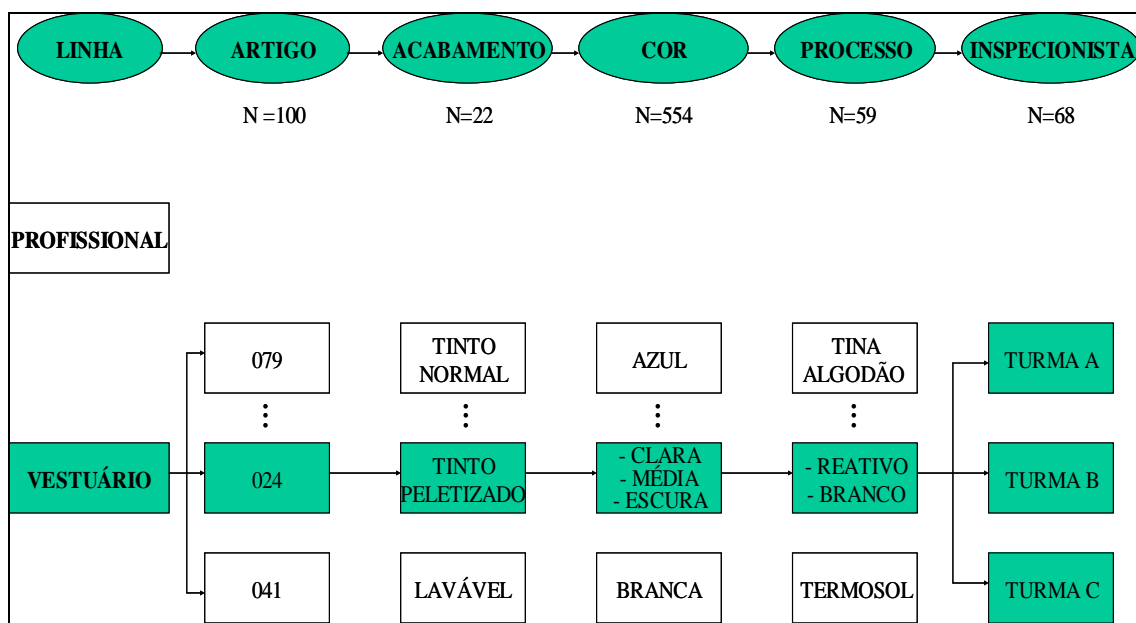 LINHA
ARTIGO
ACABAMENTO
COR
PROCESSO
INSPECIONISTA
N =100
N=22
N=554
N=59
N=68
PROFISSIONAL
079
TINTO
NORMAL
AZUL
TINA
ALGODÃO
TURMA A
VESTUÁRIO
024
TINTO
PELETIZADO
- CLARA
- MÉDIA
- ESCURA
- REATIVO
- BRANCO
TURMA B
041
LAVÁVEL
BRANCA
TERMOSOL
TURMA C